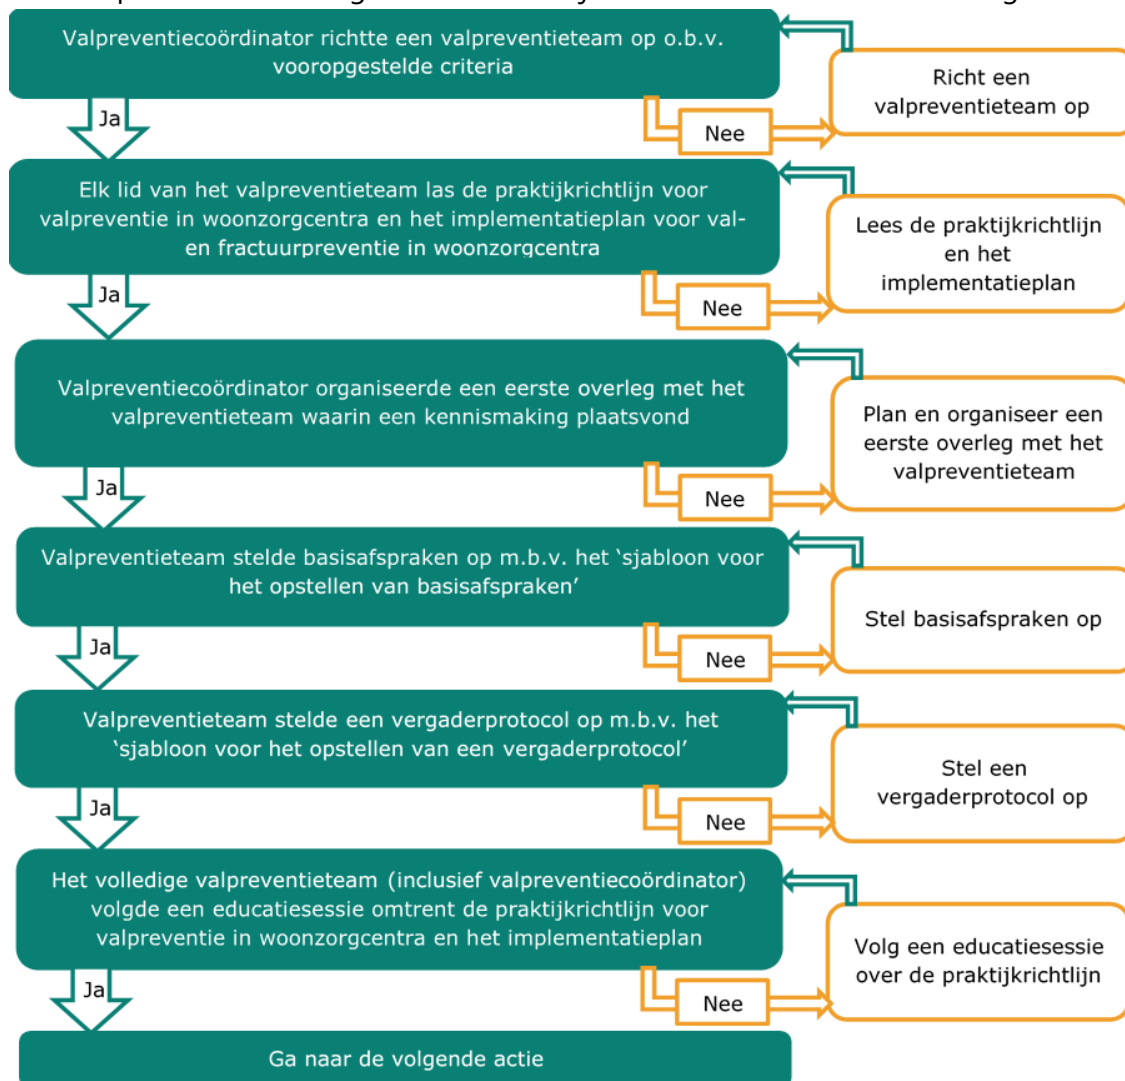 Valpreventiecoördinator richtte een valpreventieteam op o.b.v.
vooropgestelde criteria
Richt een
valpreventieteam op
Ja
Nee
Elk lid van het valpreventieteam las de praktijkrichtlijn voor
valpreventie in woonzorgcentra en het implementatieplan voor val-
en fractuurpreventie in woonzorgcentra
Lees de praktijkrichtlijn
en het
implementatieplan
Ja
Nee
Valpreventiecoördinator organiseerde een eerste overleg met het
valpreventieteam waarin een kennismaking plaatsvond
Plan en organiseer een
eerste overleg met het
valpreventieteam
Ja
Nee
Valpreventieteam stelde basisafspraken op m.b.v. het ‘sjabloon voor
het opstellen van basisafspraken’
Stel basisafspraken op
Ja
Nee
Valpreventieteam stelde een vergaderprotocol op m.b.v. het
‘sjabloon voor het opstellen van een vergaderprotocol’
Stel een
vergaderprotocol op
Ja
Nee
Het volledige valpreventieteam (inclusief valpreventiecoördinator)
volgde een educatiesessie omtrent de praktijkrichtlijn voor
valpreventie in woonzorgcentra en het implementatieplan
Volg een educatiesessie
over de praktijkrichtlijn
Ja
Nee
Ga naar de volgende actie